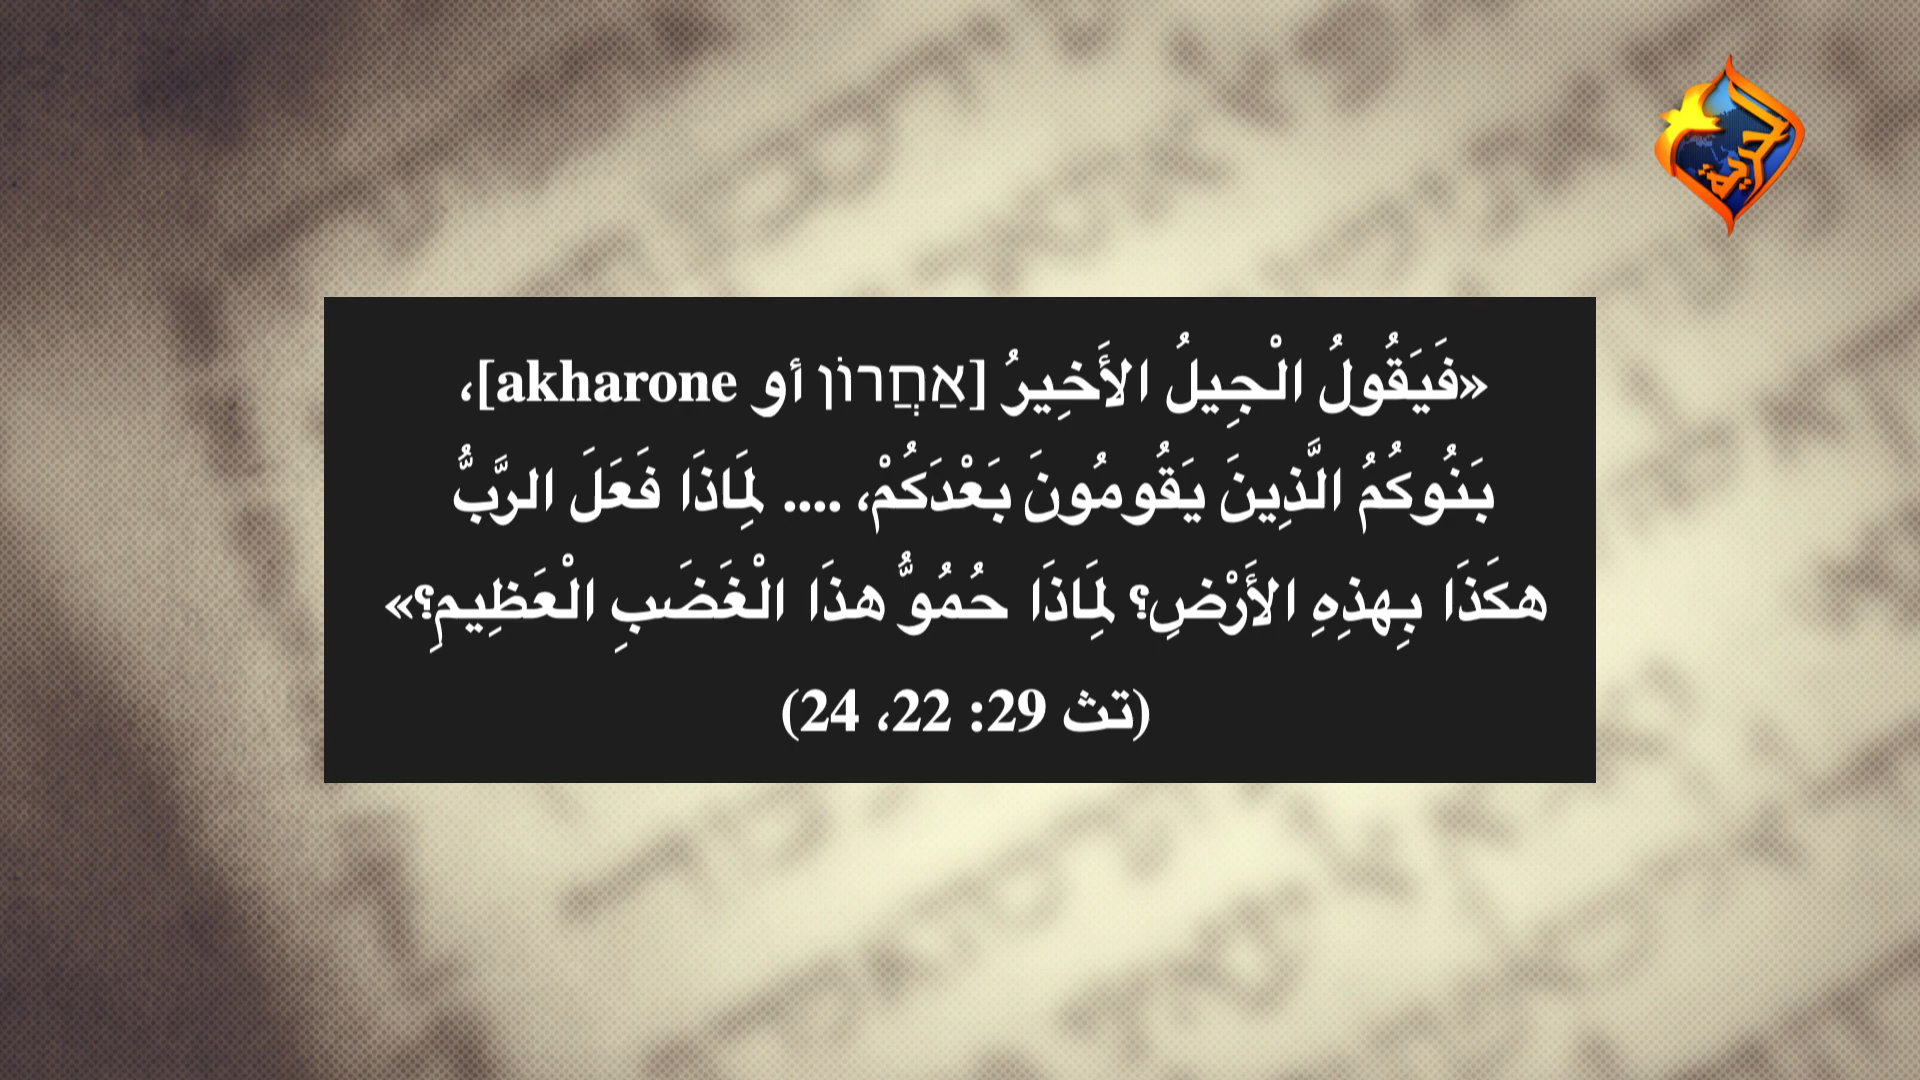 الحرية
«فَيَقُولُ الْجِيلُ الأَخِيرُ [אַחֲרוֹן أو akharone]،
بَنُوكُمُ الَّذِينَ يَقُومُونَ بَعْدَكُمْ، .... لِمَاذَا فَعَلَ الرَّبُّ
هكَذَا بِهذِهِ الأَرْضِ؟ لِمَاذَا حُمُوُّ هذَا الْغَضَبِ الْعَظِيمِ؟»
(تث 29: 22، 24)